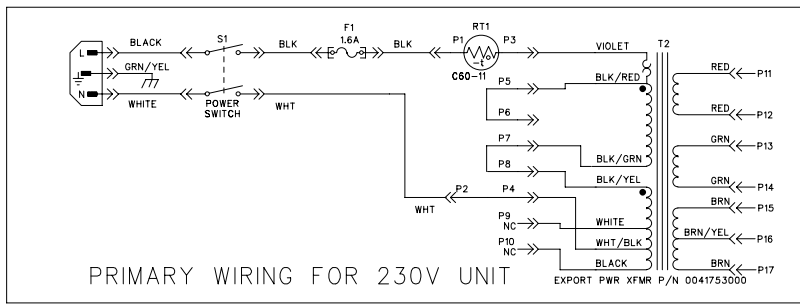 S1
F1
1.6A
RT1
P1
P3
-t°
C60-11
T2
L
BLACK
BLK
BLK
VIOLET
GRN/YEL
N
WHITE
POWER
SWITCH
WHT
P5
BLK/RED
P6
P7
P8
BLK/GRN
BLK/YEL
WHT
P2
P4
P9
NC
WHITE
P10
NC
WHT/BLK
BLACK
RED
P11
RED
P12
GRN
P13
GRN
P14
BRN
P15
BRN/YEL
P16
BRN
P17
PRIMARY WIRING FOR 230V UNIT
EXPORT PWR XFMR P/N 0041753000